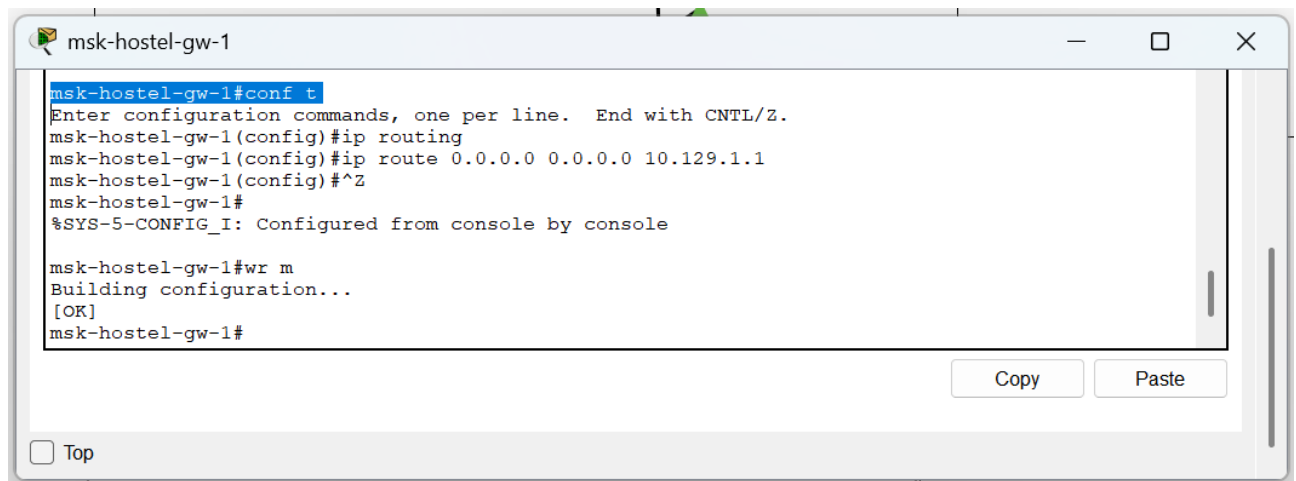 msk-hostel-gw-1
msk-hostel-gw-1#conf t
Enter configuration commands, one per line.  End with CNTL/Z.
msk-hostel-gw-1(config)#ip routing
msk-hostel-gw-1(config)#ip route 0.0.0.0 0.0.0.0 10.129.1.1
msk-hostel-gw-1(config)#^Z
msk-hostel-gw-1#
%SYS-5-CONFIG_I: Configured from console by console
msk-hostel-gw-1#wr m
Building configuration...
[OK]
msk-hostel-gw-1#
Copy Paste
Top